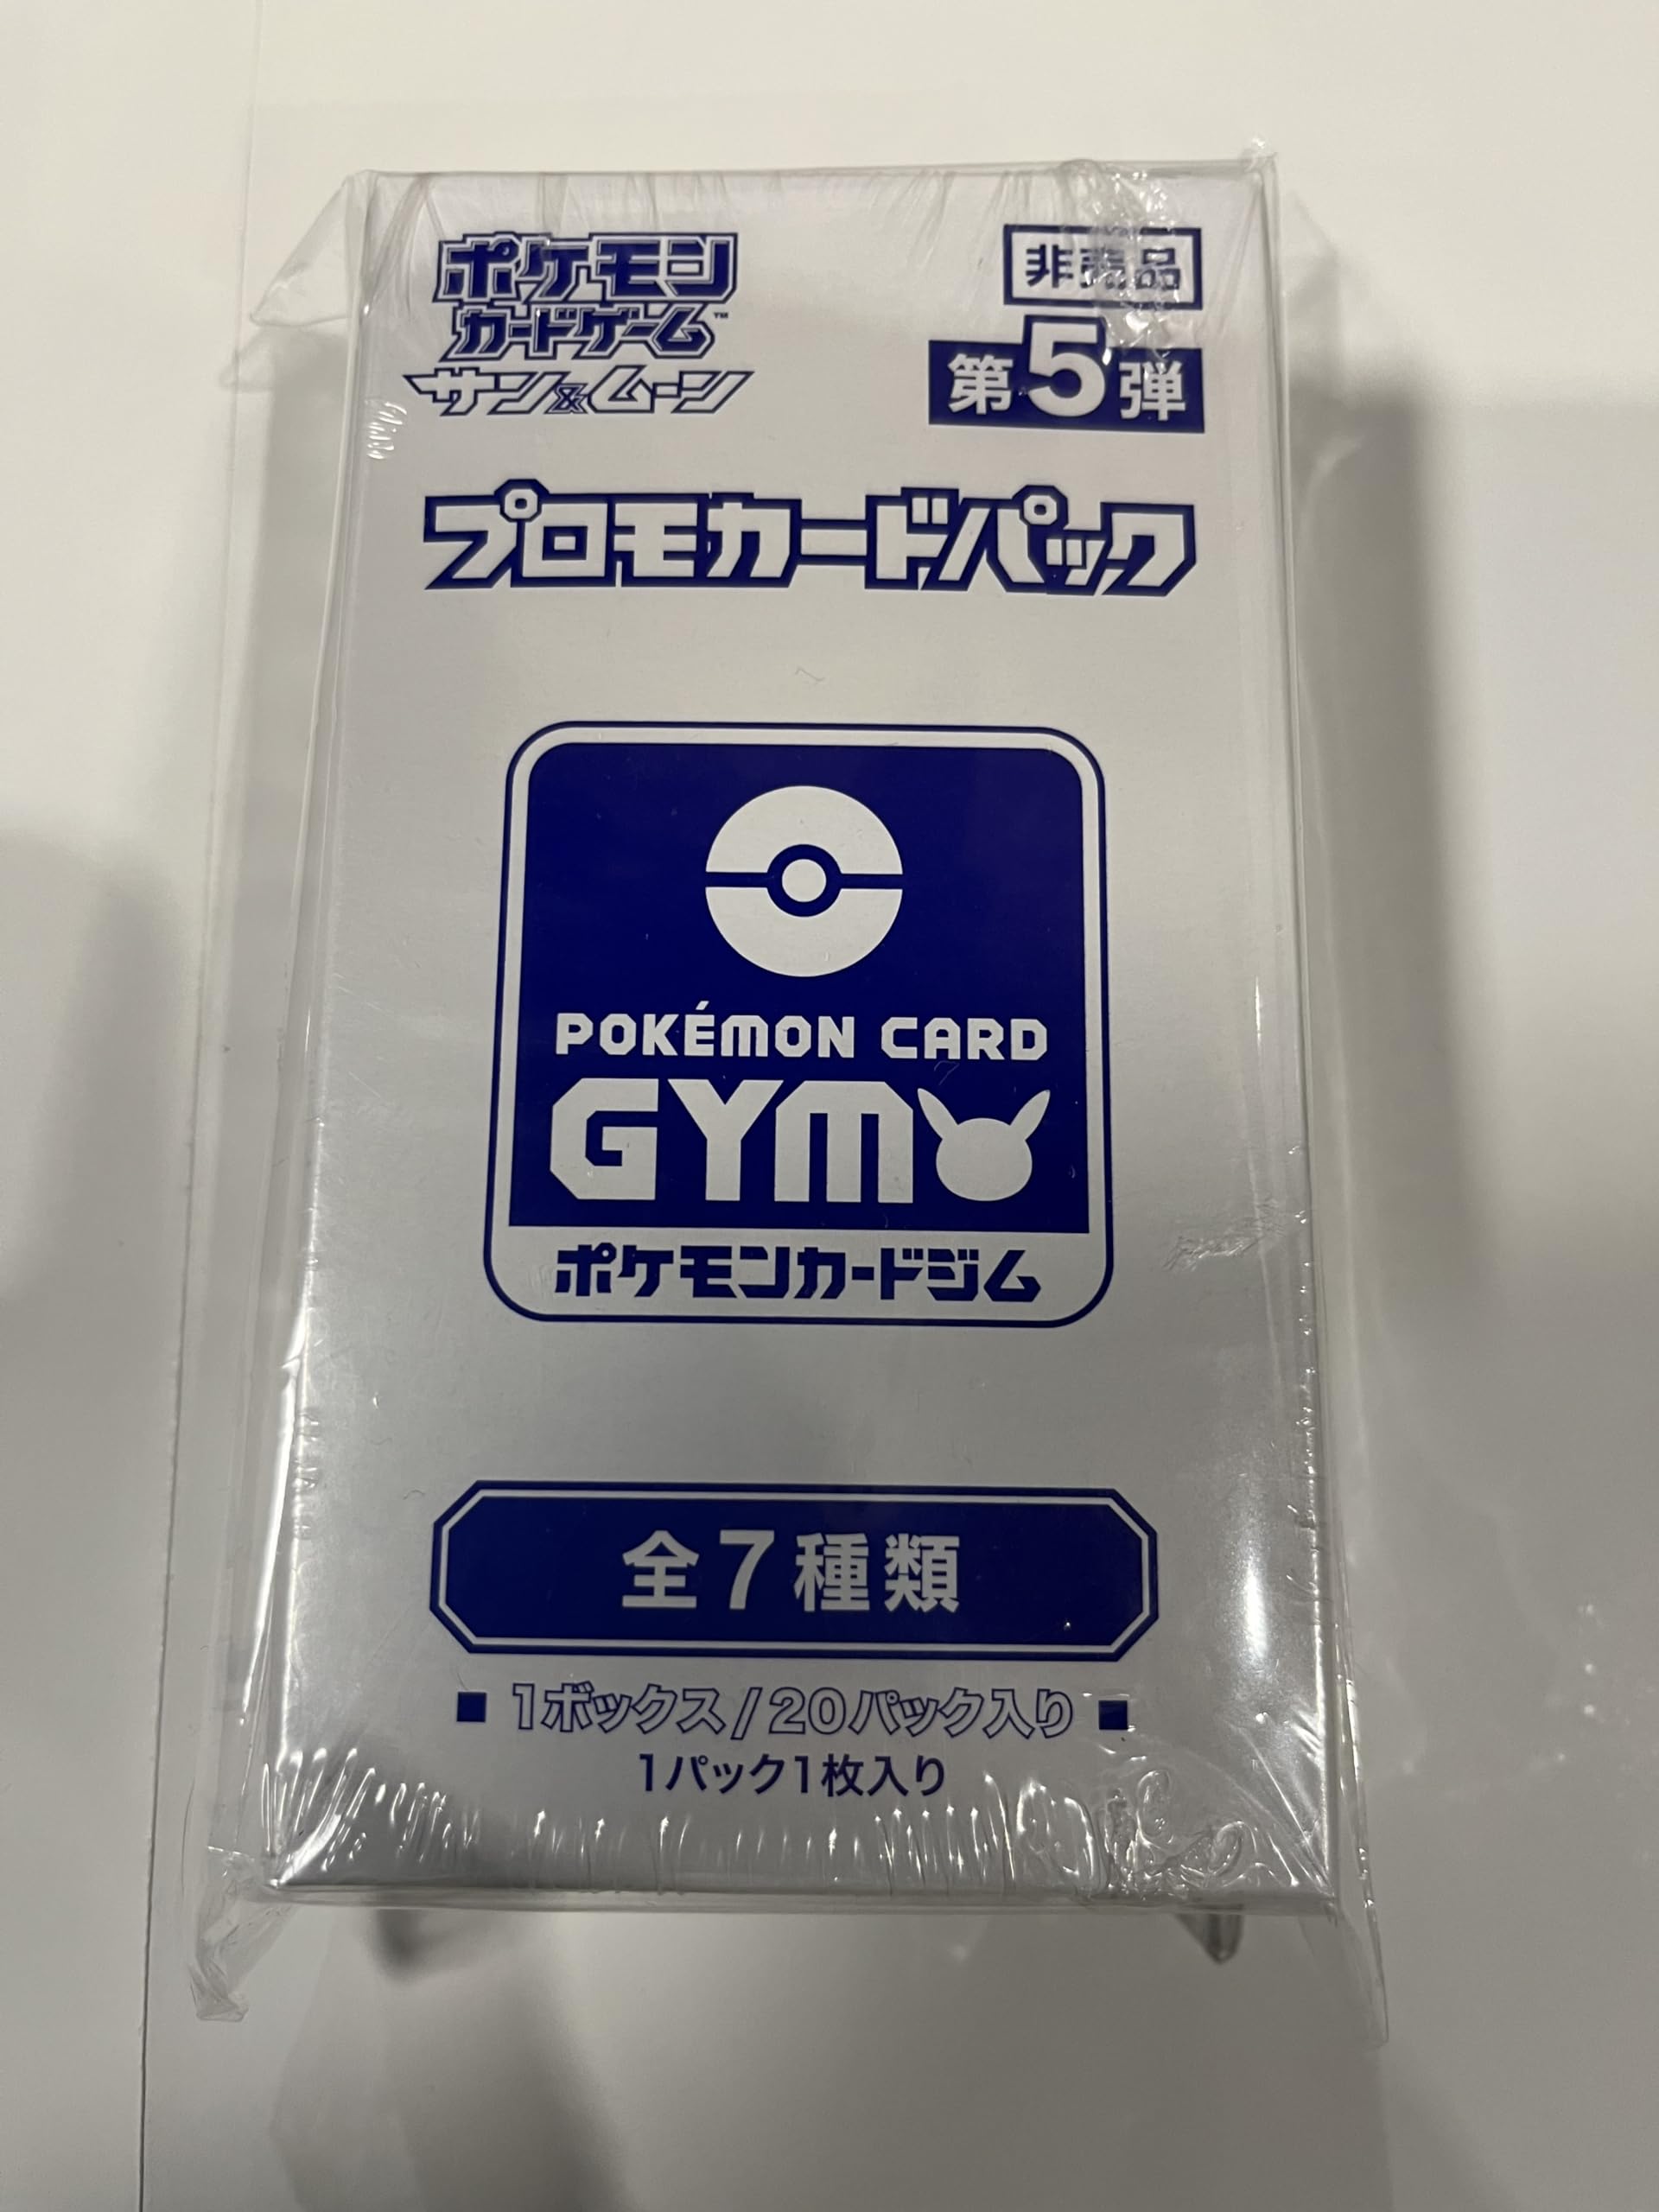 ポケモン
カードゲーム™
サン&ムーン
非売品
第5弾
プロモカードパック
POKÉMON CARD
GYM
ポケモンカードジム
全7種類
■ 1ボックス/20パック入り ■
1パック1枚入り